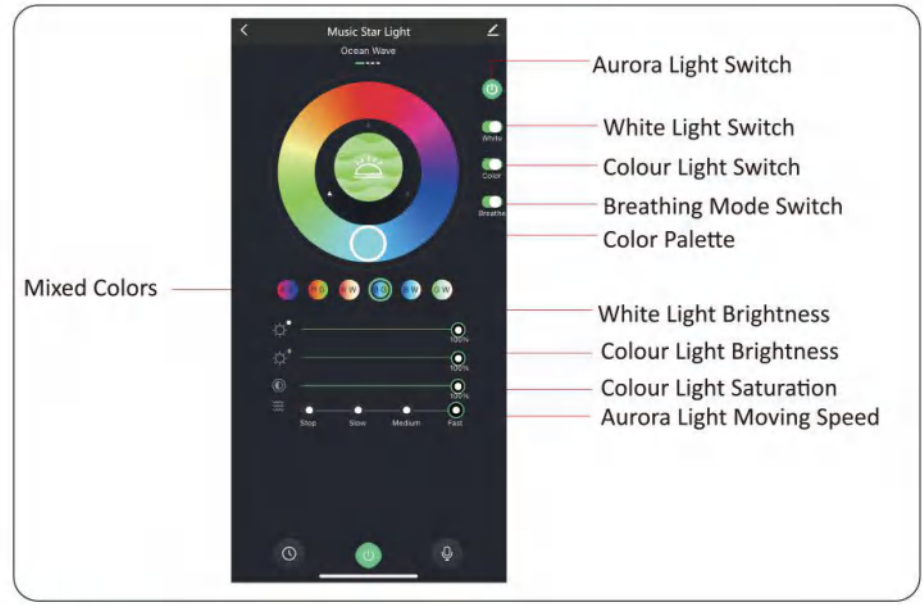 Music Star Light
Ocean Wave
Aurora Light Switch
White
White Light Switch
Color
Colour Light Switch
Breathe
Breathing Mode Switch
Color Palette
Mixed Colors
R W
B W
G W
White Light Brightness
100%
Colour Light Brightness
100%
Colour Light Saturation
100%
Aurora Light Moving Speed
Stop Slow Medium Fast